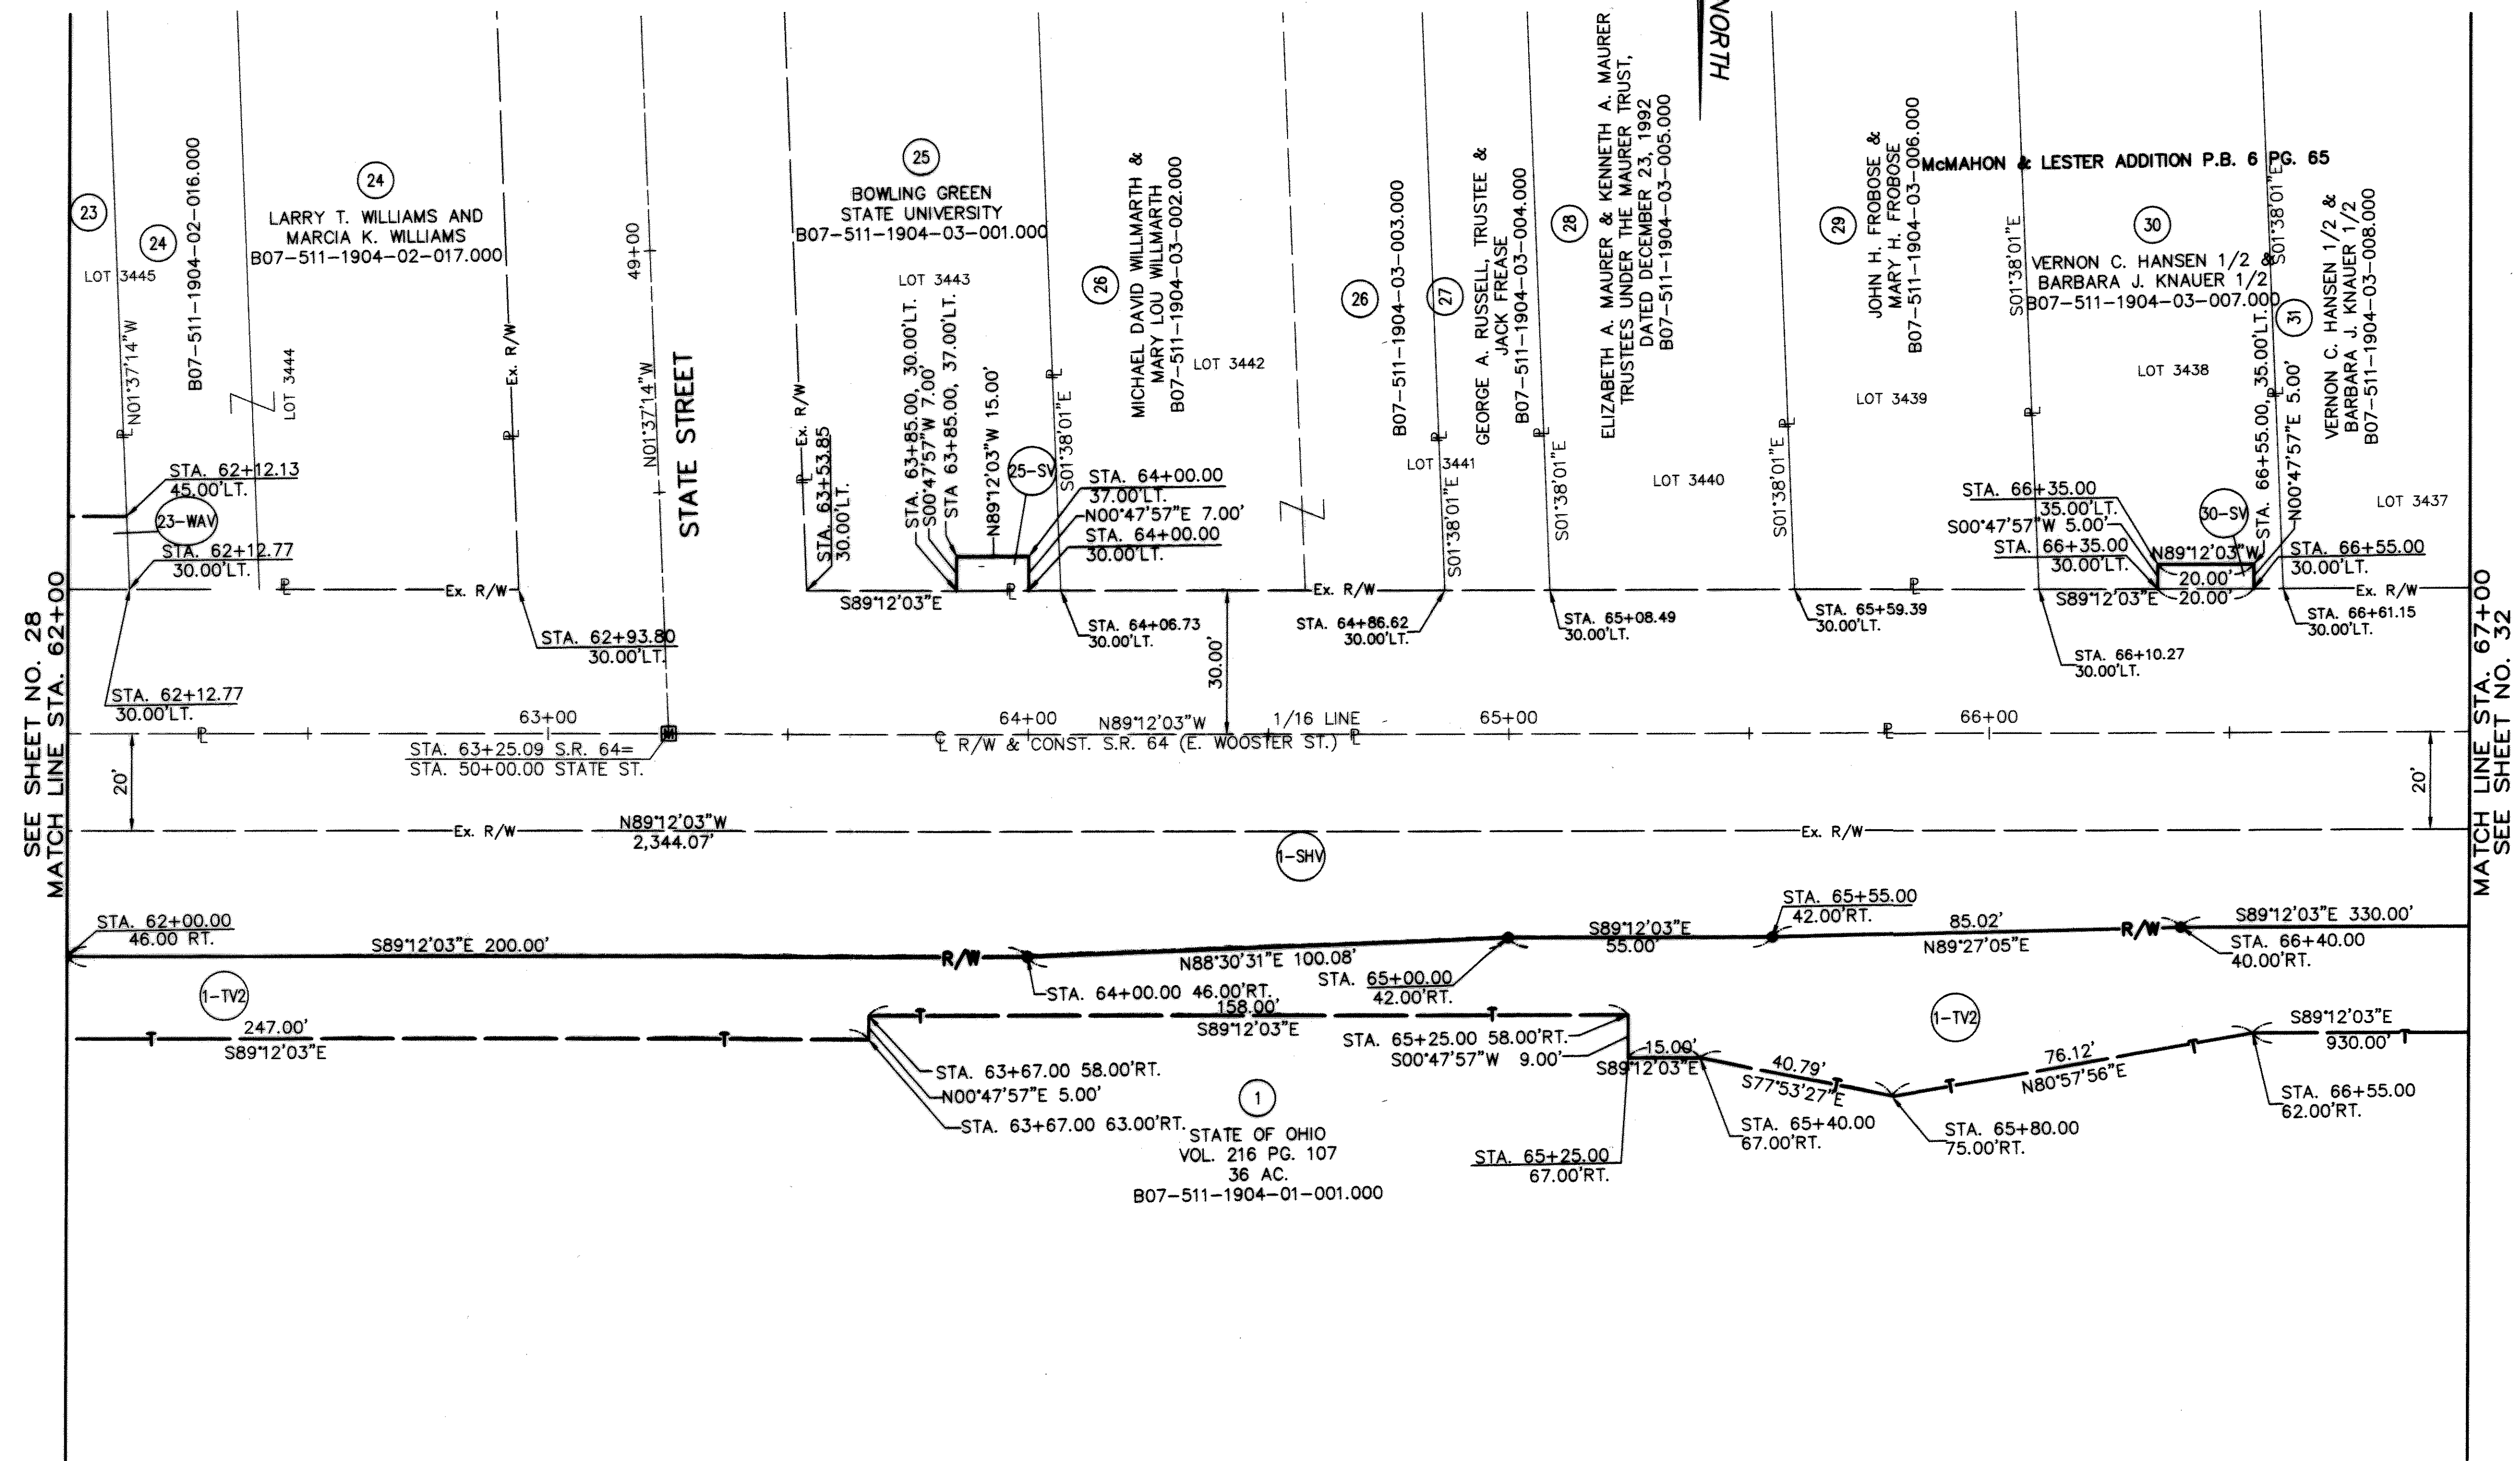 NORTH
SEE SHEET NO. 28
MATCH LINE STA. 62+00
23
LOT 3445
N01°37'14"W
24
B07-511-1904-02-016.000
LOT 3444
24
LARRY T. WILLIAMS AND
MARCIA K. WILLIAMS
B07-511-1904-02-017.000
Ex. R/W
49+00
N01°37'14"W
STATE STREET
Ex. R/W
25
BOWLING GREEN
STATE UNIVERSITY
B07-511-1904-03-001.000
LOT 3443
STA. 63+53.85
30.00'LT.
STA. 63+85.00, 30.00'LT.
S00°47'57"W 7.00'
STA 63+85.00, 37.00'LT.
N89°12'03"W 15.00'
25-SV
S01°38'01"E
26
MICHAEL DAVID WILLMARTH &
MARY LOU WILMARTH
B07-511-1904-03-002.000
LOT 3442
STA. 64+00.00
37.00'LT.
N00°47'57"E 7.00'
STA. 64+00.00
30.00'LT.
26
B07-511-1904-03-003.000
27
GEORGE A. RUSSELL, TRUSTEE &
JACK FREASE
B07-511-1904-03-004.000
LOT 3441
S01°38'01"E
28
ELIZABETH A. MAURER & KENNETH A. MAURER
TRUSTEES UNDER THE MAURER TRUST,
DATED DECEMBER 23, 1992
B07-511-1904-03-005.000
S01°38'01"E
LOT 3440
S01°38'01"E
29
JOHN H. FROBOSE &
MARY H. FROBOSE
B07-511-1904-03-006.000
LOT 3439
McMAHON & LESTER ADDITION P.B. 6 PG. 65
S01°38'01"E
30
VERNON C. HANSEN 1/2 &
BARBARA J. KNAUER 1/2
B07-511-1904-03-007.000
LOT 3438
S01°38'01"E
31
VERNON C. HANSEN 1/2 &
BARBARA J. KNAUER 1/2
B07-511-1904-03-008.000
LOT 3437
STA. 66+55.00, 35.00'LT.
N00°47'57"E 5.00'
30-SV
STA. 66+35.00
35.00'LT.
S00°47'57"W 5.00'
STA. 66+35.00
30.00'LT.
N89°12'03"W
20.00'
S89°12'03"E
20.00'
STA. 66+55.00
30.00'LT.
Ex. R/W
STA. 62+12.13
45.00'LT.
23-WAV
STA. 62+12.77
30.00'LT.
Ex. R/W
S89°12'03"E
Ex. R/W
STA. 62+93.80
30.00'LT.
STA. 64+06.73
30.00'LT.
30.00'
STA. 64+86.62
30.00'LT.
STA. 65+08.49
30.00'LT.
STA. 65+59.39
30.00'LT.
STA. 66+10.27
30.00'LT.
STA. 66+61.15
30.00'LT.
STA. 62+12.77
30.00'LT.
63+00
64+00
N89°12'03"W
1/16 LINE
65+00
66+00
STA. 63+25.09 S.R. 64=
STA. 50+00.00 STATE ST.
℄ R/W & CONST. S.R. 64 (E. WOOSTER ST.)
20'
20'
Ex. R/W
N89°12'03"W
2,344.07'
Ex. R/W
1-SHV
STA. 62+00.00
46.00 RT.
S89°12'03"E 200.00'
R/W
STA. 64+00.00 46.00'RT.
N88°30'31"E 100.08'
STA. 65+00.00
42.00'RT.
S89°12'03"E
55.00'
STA. 65+55.00
42.00'RT.
85.02'
N89°27'05"E
R/W
STA. 66+40.00
40.00'RT.
S89°12'03"E 330.00'
1-TV2
T
247.00'
S89°12'03"E
T
T
158.00'
S89°12'03"E
T
STA. 63+67.00 58.00'RT.
N00°47'57"E 5.00'
STA. 63+67.00 63.00'RT.
STA. 65+25.00 58.00'RT.
S00°47'57"W 9.00'
15.00'
S89°12'03"E
40.79'
S77°53'27"E
T
1-TV2
T
76.12'
N80°57'56"E
T
S89°12'03"E
930.00'
T
STA. 65+25.00
67.00'RT.
STA. 65+40.00
67.00'RT.
STA. 65+80.00
75.00'RT.
STA. 66+55.00
62.00'RT.
1
STATE OF OHIO
VOL. 216 PG. 107
36 AC.
B07-511-1904-01-001.000
MATCH LINE STA. 67+00
SEE SHEET NO. 32